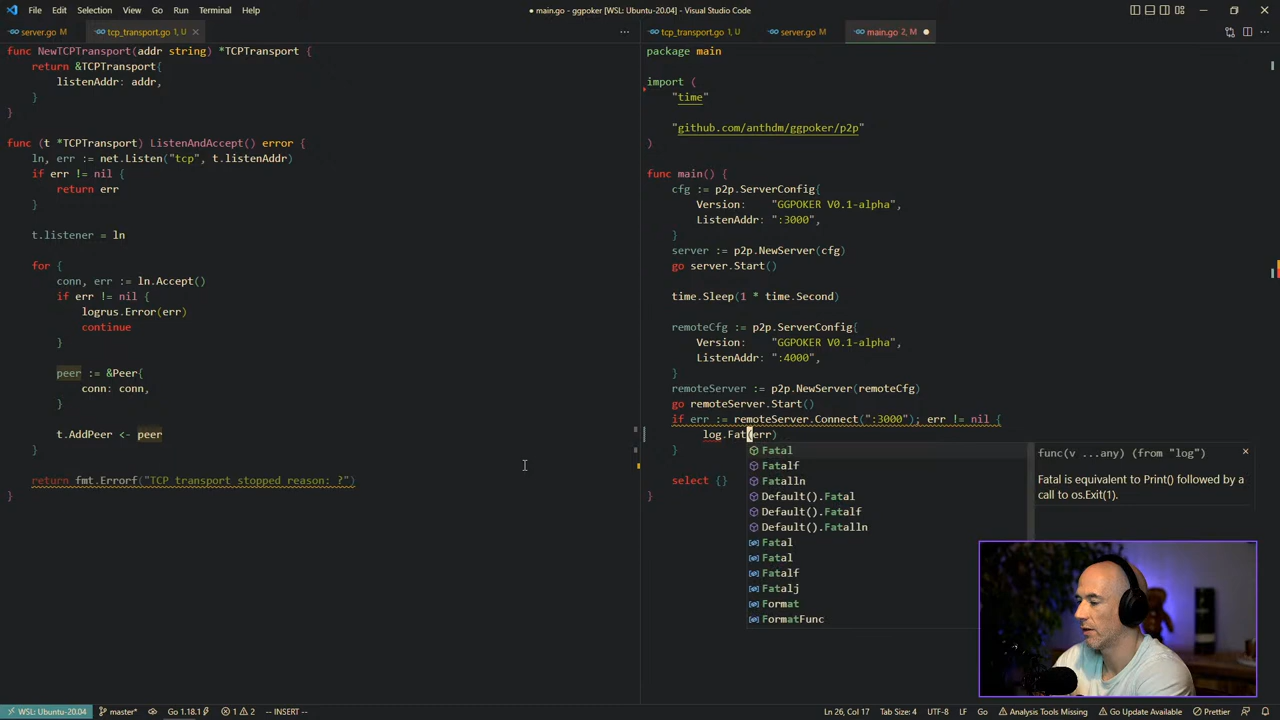 File Edit Selection View Go Run Terminal Help
● main.go - ggpoker [WSL: Ubuntu-20.04] - Visual Studio Code
server.go M
tcp_transport.go 1, U
func NewTCPTransport(addr string) *TCPTransport {
return &TCPTransport{
listenAddr: addr,
}
}
func (t *TCPTransport) ListenAndAccept() error {
ln, err := net.Listen("tcp", t.listenAddr)
if err != nil {
return err
}
t.listener = ln
for {
conn, err := ln.Accept()
if err != nil {
logrus.Error(err)
continue
}
peer := &Peer{
conn: conn,
}
t.AddPeer <- peer
}
return fmt.Errorf("TCP transport stopped reason: ?")
}
tcp_transport.go 1, U
server.go M
main.go 2, M
package main
import (
"time"
"github.com/anthdm/ggpoker/p2p"
)
func main() {
cfg := p2p.ServerConfig{
Version: "GGPOKER V0.1-alpha",
ListenAddr: ":3000",
}
server := p2p.NewServer(cfg)
go server.Start()
time.Sleep(1 * time.Second)
remoteCfg := p2p.ServerConfig{
Version: "GGPOKER V0.1-alpha",
ListenAddr: ":4000",
}
remoteServer := p2p.NewServer(remoteCfg)
go remoteServer.Start()
if err := remoteServer.Connect(":3000"); err != nil {
log.Fat(err)
}
select {}
}
Fatal
Fatalf
Fatalln
Default().Fatal
Default().Fatalf
Default().Fatalln
Fatal
Fatal
Fatalf
Fatalj
Format
FormatFunc
func(v ...any) (from "log")
Fatal is equivalent to Print() followed by a
call to os.Exit(1).
WSL: Ubuntu-20.04 master* Go 1.18.1 1 2 -- INSERT --
Ln 26, Col 17 Tab Size: 4 UTF-8 LF Go Analysis Tools Missing Go Update Available Prettier